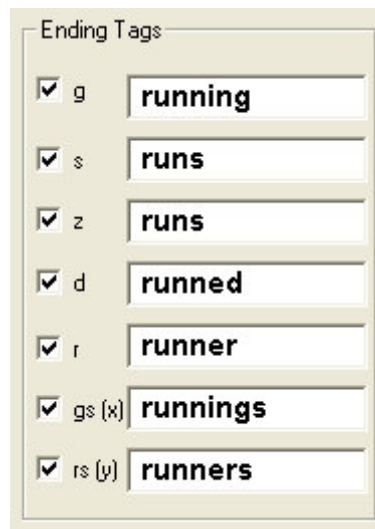 Ending Tags
g running
s runs
z runs
d runned
r runner
gs (x) runnings
rs (y) runners